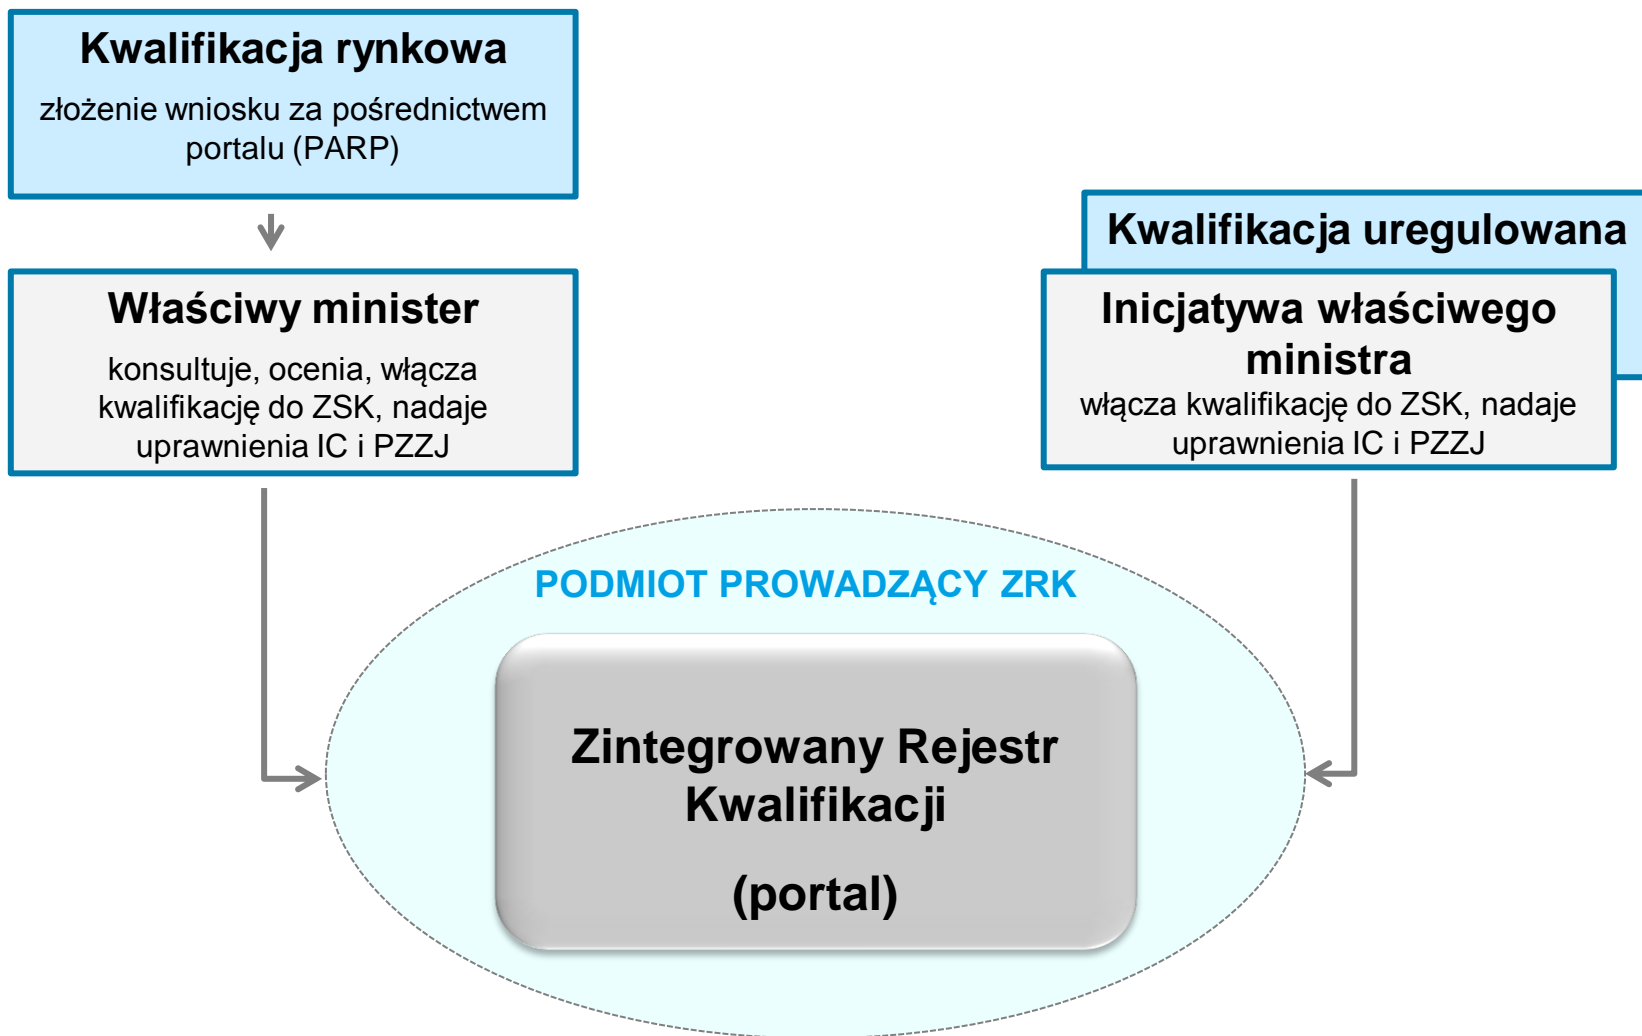 Kwalifikacja rynkowa
złożenie wniosku za pośrednictwem
portalu (PARP)
Właściwy minister
konsultuje, ocenia, włącza
kwalifikację do ZSK, nadaje
uprawnienia IC i PZZJ
Kwalifikacja uregulowana
Inicjatywa właściwego
ministra
włącza kwalifikację do ZSK, nadaje
uprawnienia IC i PZZJ
PODMIOT PROWADZĄCY ZRK
Zintegrowany Rejestr
Kwalifikacji
(portal)